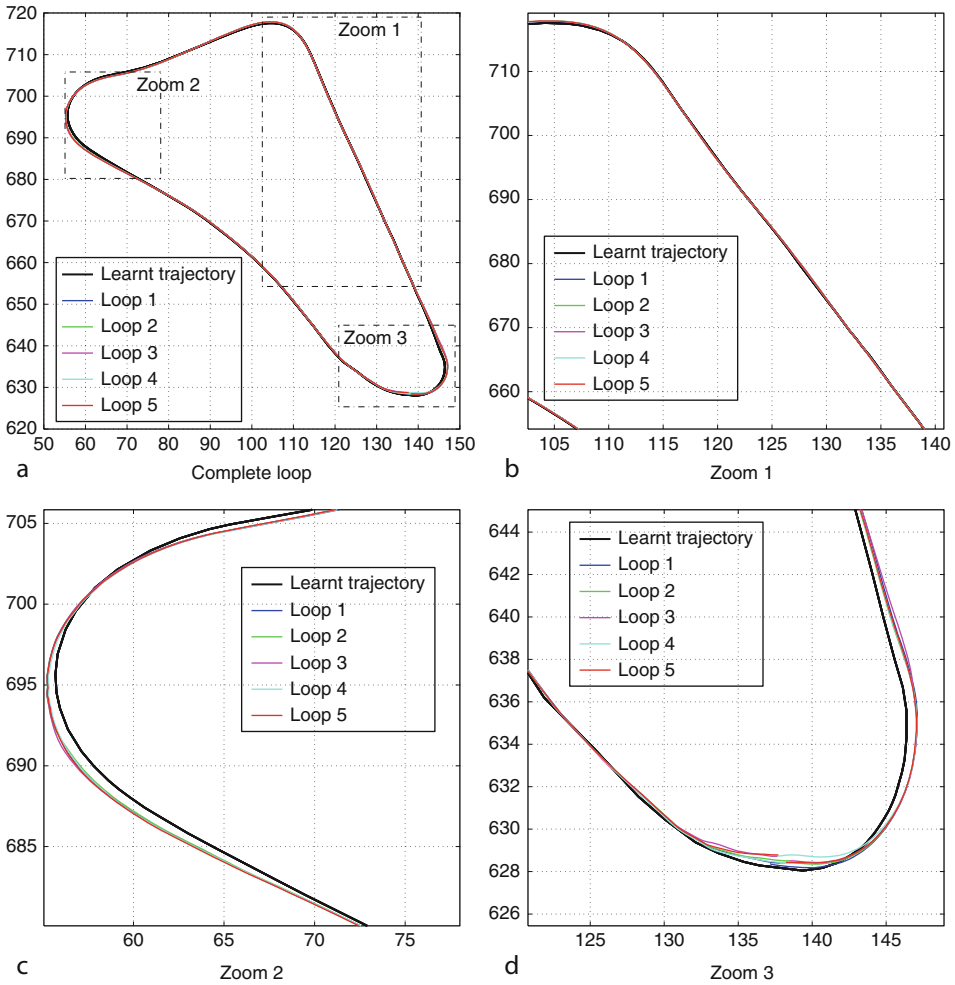 720
710
700
690
680
670
660
650
640
630
620
50 60 70 80 90 100 110 120 130 140 150
Zoom 1
Zoom 2
Zoom 3
Learnt trajectory
Loop 1
Loop 2
Loop 3
Loop 4
Loop 5
a
Complete loop
710
700
690
680
670
660
105 110 115 120 125 130 135 140
Learnt trajectory
Loop 1
Loop 2
Loop 3
Loop 4
Loop 5
b
Zoom 1
705
700
695
690
685
60 65 70 75
Learnt trajectory
Loop 1
Loop 2
Loop 3
Loop 4
Loop 5
c
Zoom 2
644
642
640
638
636
634
632
630
628
626
125 130 135 140 145
Learnt trajectory
Loop 1
Loop 2
Loop 3
Loop 4
Loop 5
d
Zoom 3